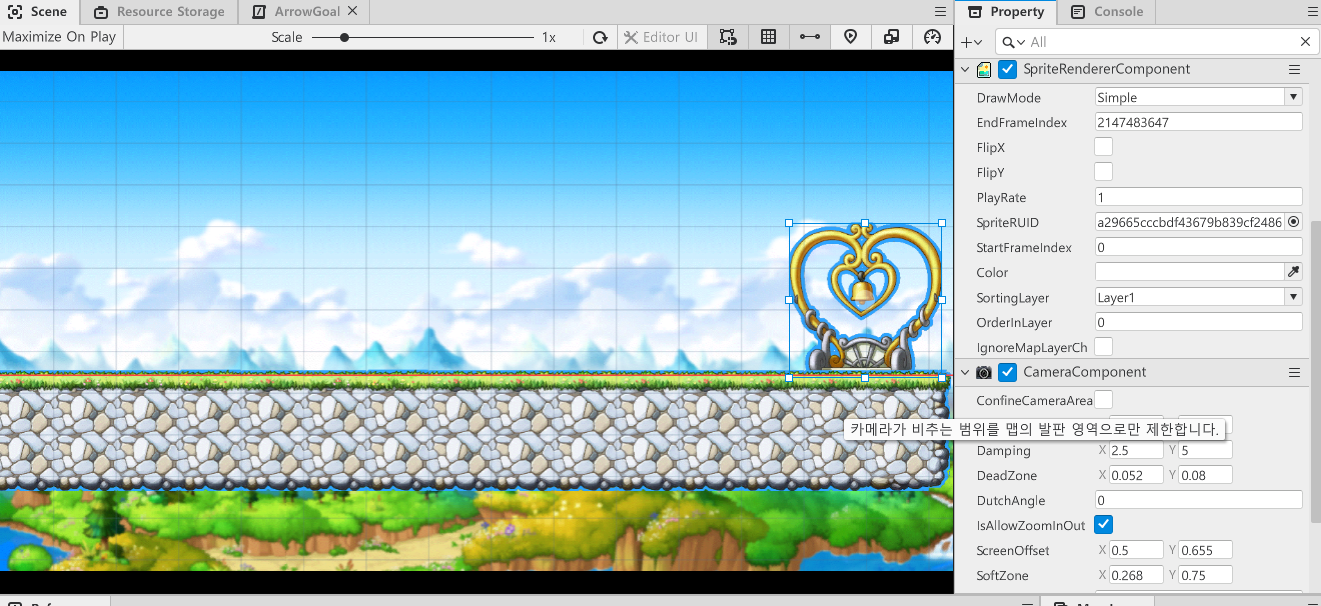 Scene
Resource Storage
ArrowGoal
Property
Console
Maximize On Play
Scale
1x
Editor UI
All
SpriteRendererComponent
DrawMode
Simple
EndFrameIndex
2147483647
FlipX
FlipY
PlayRate
1
SpriteRUID
a29665cccbdf43679b839cf2486
StartFrameIndex
0
Color
SortingLayer
Layer1
OrderInLayer
0
IgnoreMapLayerCh
CameraComponent
ConfineCameraArea
카메라가 비추는 범위를 맵의 발판 영역으로만 제한합니다.
Damping
X 2.5 Y 5
DeadZone
X 0.052 Y 0.08
DutchAngle
0
IsAllowZoomInOut
ScreenOffset
X 0.5 Y 0.655
SoftZone
X 0.268 Y 0.75